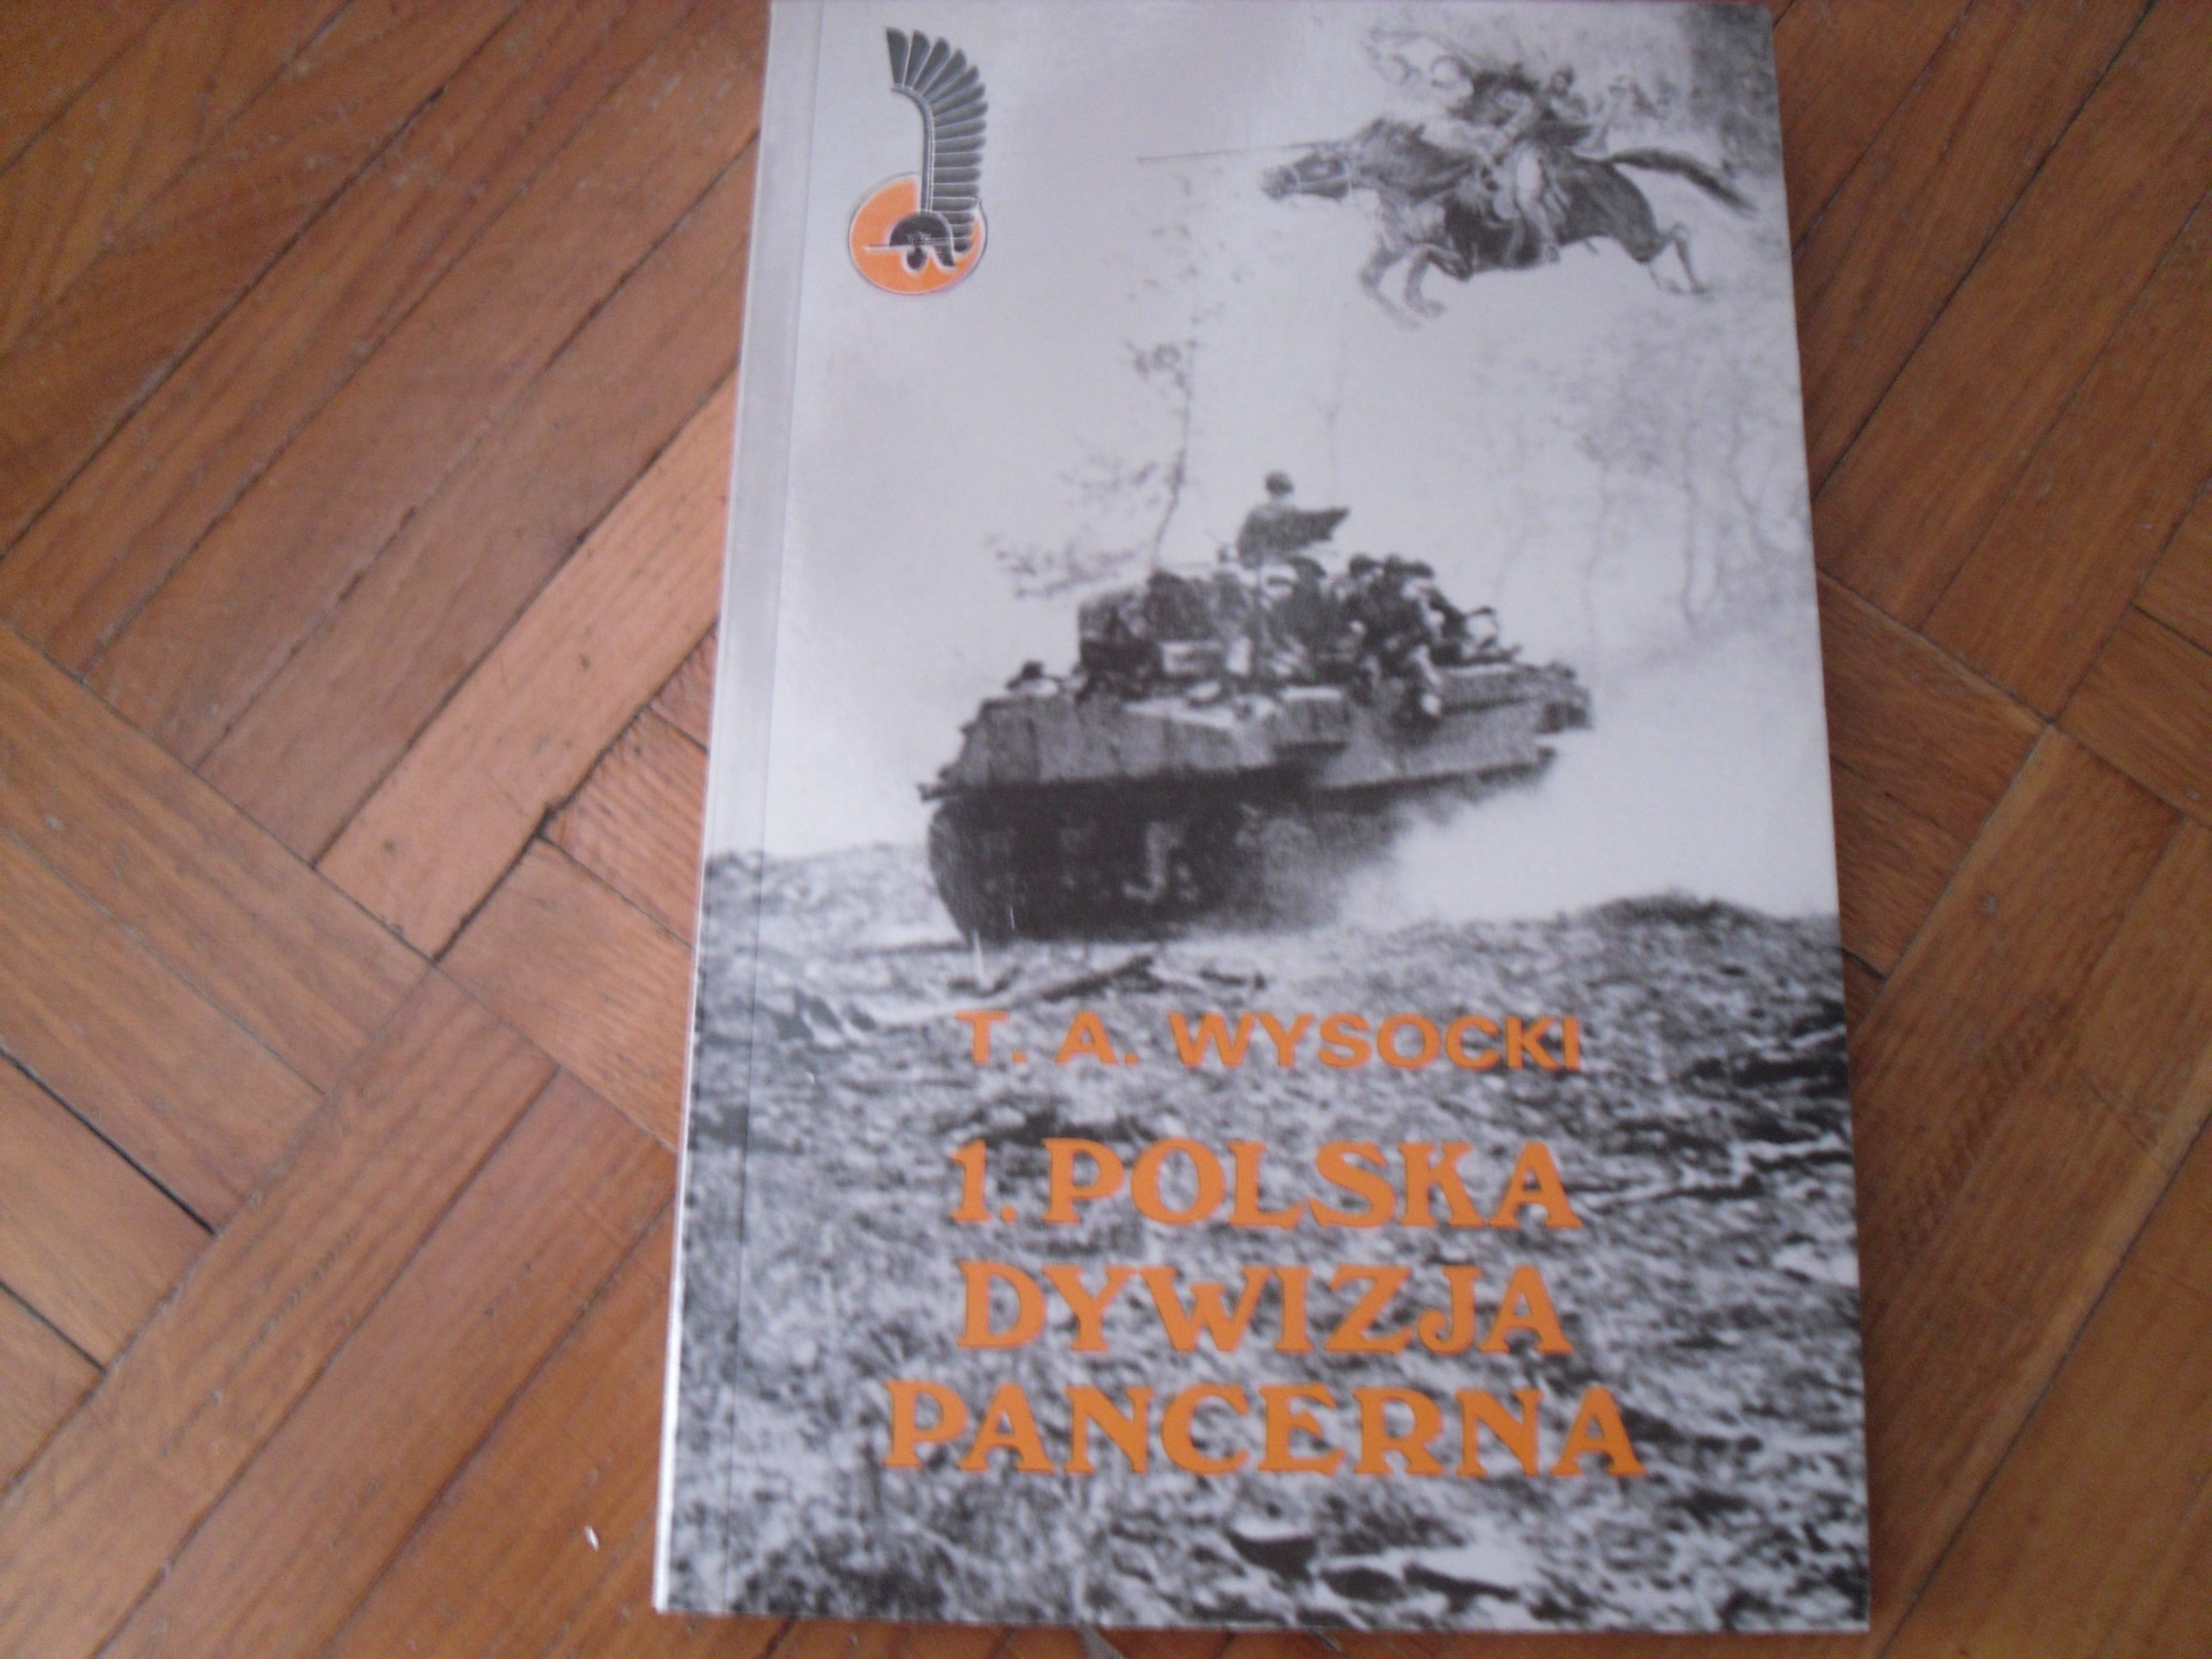 T. A. WYSOCKI
1. POLSKA
DYWIZJA
PANCERNA